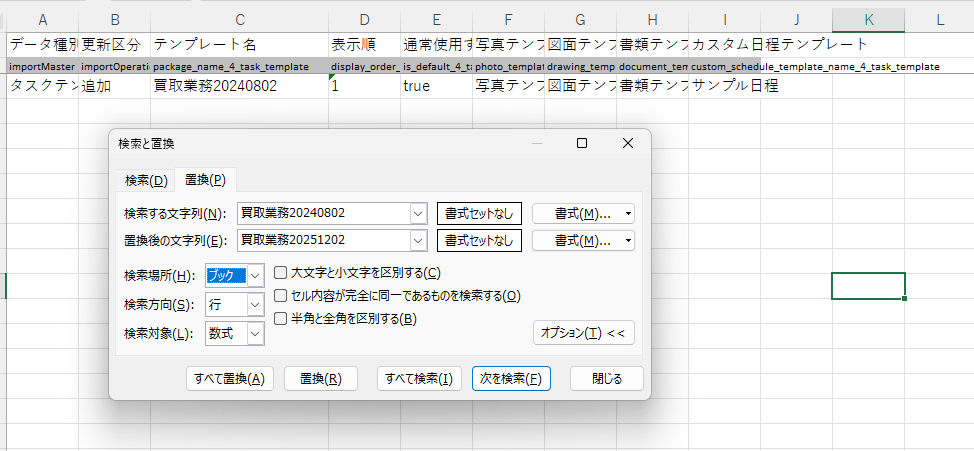 A B C D E F G H I J K L
データ種別 更新区分 テンプレート名 表示順 通常使用す 写真テンプ 図面テンプ 書類テンプ カスタム日程テンプレート
importMaster importOperatio package_name_4_task_template display_order_ is_default_4_ta photo_templat drawing_temp document_tem custom_schedule_template_name_4_task_template
タスクテン 追加 買取業務20240802 1 true 写真テンプ 図面テンプ 書類テンプ サンプル日程
検索と置換
検索(D) 置換(P)
検索する文字列(N): 買取業務20240802 書式セットなし 書式(M)...
置換後の文字列(E): 買取業務20251202 書式セットなし 書式(M)...
検索場所(H): ブック 大文字と小文字を区別する(C)
セル内容が完全に同一であるものを検索する(O)
検索方向(S): 行
半角と全角を区別する(B)
検索対象(L): 数式 オプション(T) <<
すべて置換(A) 置換(R) すべて検索(I) 次を検索(F) 閉じる